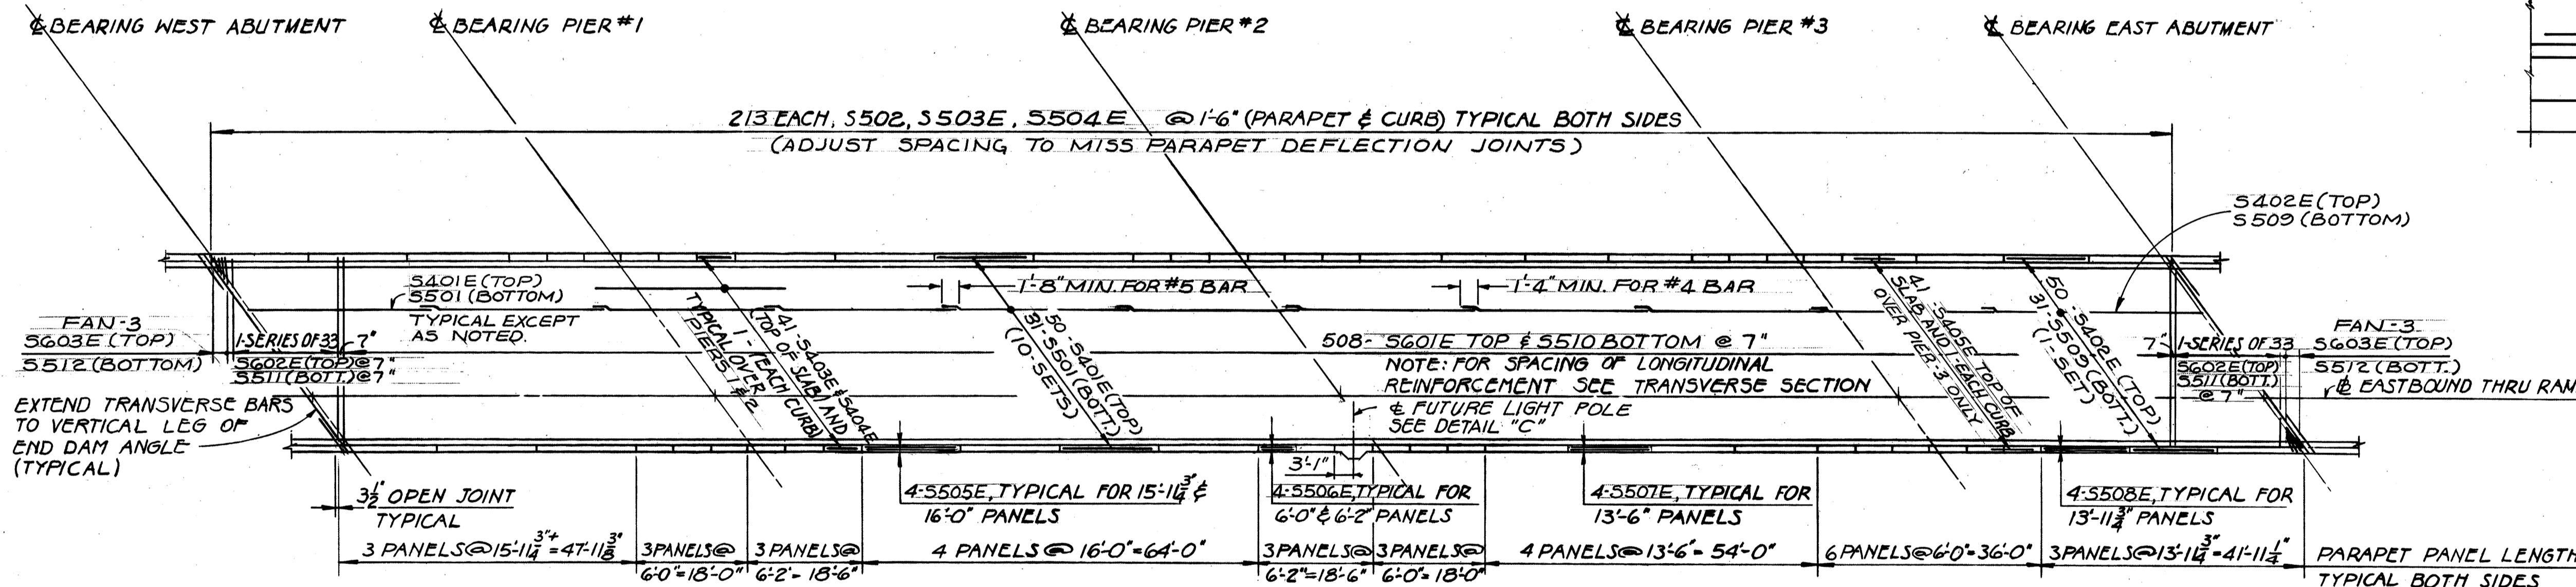 ℄ BEARING WEST ABUTMENT
℄ BEARING PIER #1
℄ BEARING PIER #2
℄ BEARING PIER #3
℄ BEARING EAST ABUTMENT
213 EACH, S502, S503E, S504E @ 1'-6" (PARAPET & CURB) TYPICAL BOTH SIDES
(ADJUST SPACING TO MISS PARAPET DEFLECTION JOINTS)
S402E (TOP)
S509 (BOTTOM)
S401E (TOP)
S501 (BOTTOM)
TYPICAL EXCEPT
AS NOTED.
1'-8" MIN. FOR #5 BAR
1'-4" MIN. FOR #4 BAR
FAN-3
S603E (TOP)
S512 (BOTTOM)
1-SERIES OF 33
7"
S602E (TOP) @ 7"
S511 (BOTT.) @ 7"
EXTEND TRANSVERSE BARS
TO VERTICAL LEG OF
END DAM ANGLE
(TYPICAL)
41-S403E & S404E
(TOP OF SLAB) AND
1-(EACH CURB)
TYPICAL OVER
PIERS 1 & 2
50-S401E (TOP)
31-S501 (BOTT.)
(10-SETS)
508- S601E TOP & S510 BOTTOM @ 7"
NOTE: FOR SPACING OF LONGITUDINAL
REINFORCEMENT SEE TRANSVERSE SECTION
℄ FUTURE LIGHT POLE
SEE DETAIL "C"
41-S405E TOP OF
SLAB AND 1-EACH CURB
OVER PIER-3 ONLY
50-S402E (TOP)
31-S509 (BOTT.)
(1-SET)
7"
1-SERIES OF 33
S602E (TOP)
S511 (BOTT.)
@ 7"
FAN-3
S603E (TOP)
S512 (BOTT.)
℄ EASTBOUND THRU RAM
3½" OPEN JOINT
TYPICAL
4-S505E, TYPICAL FOR 15'-11¾" &
16'-0" PANELS
3'-1"
4-S506E, TYPICAL FOR
6'-0" & 6'-2" PANELS
4-S507E, TYPICAL FOR
13'-6" PANELS
4-S508E, TYPICAL FOR
13'-11¾" PANELS
3 PANELS @ 15'-11¾"+ = 47'-11⅜"
3 PANELS @
6'-0" = 18'-0"
3 PANELS @
6'-2" = 18'-6"
4 PANELS @ 16'-0" = 64'-0"
3 PANELS @
6'-2" = 18'-6"
3 PANELS @
6'-0" = 18'-0"
4 PANELS @ 13'-6" = 54'-0"
6 PANELS @ 6'-0" = 36'-0"
3 PANELS @ 13'-11¾" = 41'-11¼"
PARAPET PANEL LENGTH
TYPICAL BOTH SIDES